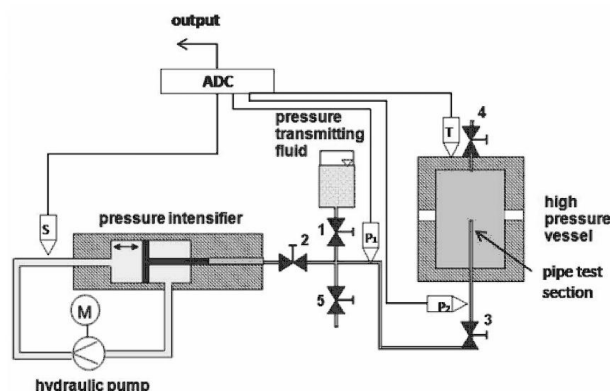 output
ADC
pressure
transmitting
fluid
4
T
S
pressure intensifier
2
1
P₁
high
pressure
vessel
5
P₂
3
pipe test
section
M
hydraulic pump